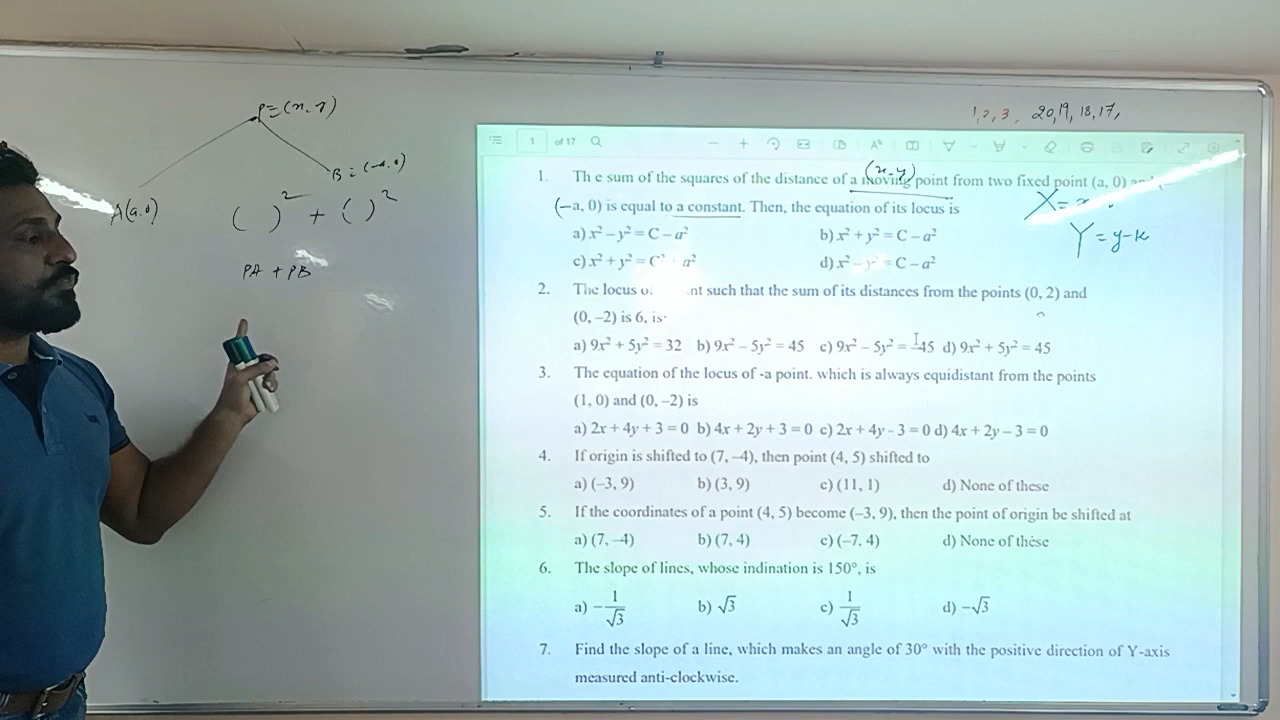 P=(x, y)
B = (-a, 0)
A(a, 0)
( )² + ( )²
PA + PB
1, 2, 3, 20, 19, 18, 17,
1 of 17
(x, y)
1. Th e sum of the squares of the distance of a moving point from two fixed point (a, 0)
(–a, 0) is equal to a constant. Then, the equation of its locus is
X =
Y = y-k
a) x² – y² = C – a² b) x² + y² = C – a²
c) x² + y² = C a² d) x² – y² = C – a²
2. The locus nt such that the sum of its distances from the points (0, 2) and
(0, –2) is 6, is
a) 9x² + 5y² = 32 b) 9x² – 5y² = 45 c) 9x² – 5y² = 45 d) 9x² + 5y² = 45
3. The equation of the locus of -a point. which is always equidistant from the points
(1, 0) and (0, –2) is
a) 2x + 4y + 3 = 0 b) 4x + 2y + 3 = 0 c) 2x + 4y - 3 = 0 d) 4x + 2y – 3 = 0
4. If origin is shifted to (7, –4), then point (4, 5) shifted to
a) (–3, 9) b) (3, 9) c) (11, 1) d) None of these
5. If the coordinates of a point (4, 5) become (–3, 9), then the point of origin be shifted at
a) (7, –4) b) (7, 4) c) (–7. 4) d) None of these
6. The slope of lines, whose indination is 150°, is
a) –1/√3 b) √3 c) 1/√3 d) –√3
7. Find the slope of a line, which makes an angle of 30° with the positive direction of Y-axis
measured anti-clockwise.